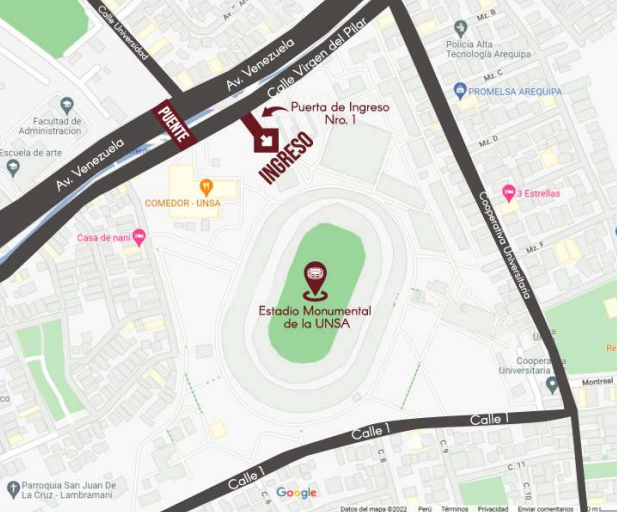 Calle Universidad
Av. Venezuela
Calle Virgen del Pilar
Mz. B
Policia Alta
Tecnología Arequipa
Mz. C
PROMELSA AREQUIPA
Puerta de Ingreso
Nro. 1
PUENTE
INGRESO
Facultad de
Administracion
Escuela de arte
Av. Venezuela
Mz. D
COMEDOR - UNSA
3 Estrellas
Cooperativa Universitaria
Casa de nani
Mz. F
Estadio Monumental
de la UNSA
Universitaria
Montreal
Calle 1
Calle 1
Calle 1
C. 8
C. 9
C. 11
C. 10
C. 6
Parroquia San Juan De
La Cruz - Lambramani
Google
Datos del mapa ©2022 Perú Términos Privacidad Enviar comentarios